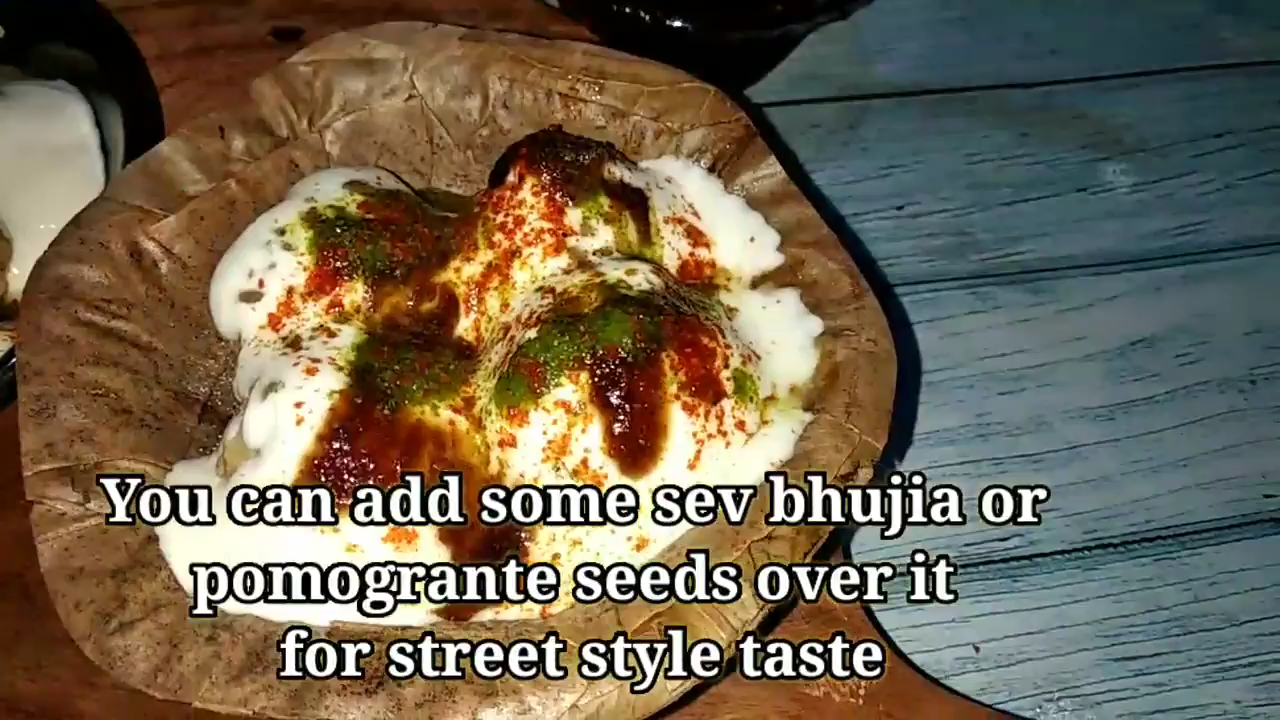 You can add some sev bhujia or
pomogrante seeds over it
for street style taste